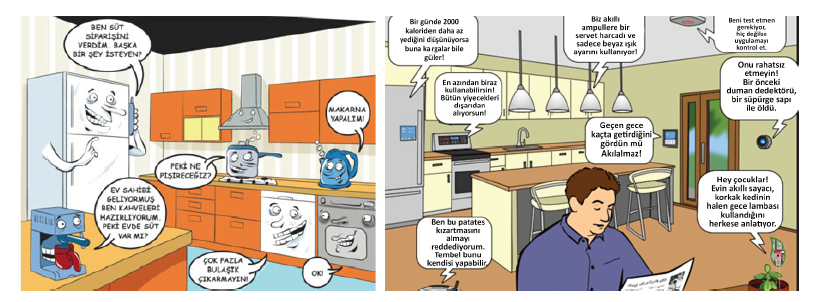 BEN SÜT
SİPARİŞİNİ
VERDİM. BAŞKA
BİR ŞEY İSTEYEN?
MAKARNA
YAPALIM!
PEKİ NE
PİŞİRECEĞİZ?
EV SAHİBİ
GELİYORMUŞ
BEN KAHVELERİ
HAZIRLIYORUM.
PEKİ EVDE SÜT
VAR MI?
ÇOK FAZLA
BULAŞIK
ÇIKARMAYIN!
OK!
Bir günde 2000
kaloriden daha az
yediğini düşünüyorsa
buna kargalar bile
güler!
Biz akıllı
ampullere bir
servet harcadı ve
sadece beyaz ışık
ayarını kullanıyor!
Beni test etmen
gerekiyor,
hiç değilse
uygulamayı
kontrol et.
En azından biraz
kullanabilirsin!
Bütün yiyecekleri
dışarıdan
alıyorsun!
Onu rahatsız
etmeyin!
Bir önceki
duman dedektörü,
bir süpürge sapı
ile öldü.
Geçen gece
kaçta getirdiğini
gördün mü
Akılalmaz!
Hey çocuklar!
Evin akıllı sayacı,
korkak kedinin
halen gece lambası
kullandığını
herkese anlatıyor.
Ben bu patates
kızartmasını
almayı
reddediyorum.
Tembel bunu
kendisi yapabilir.